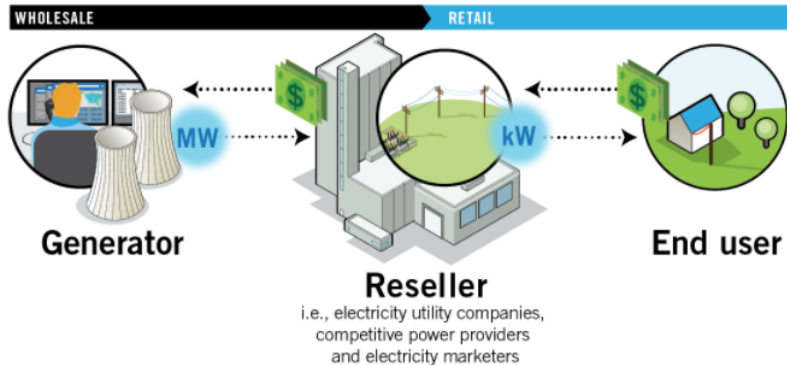 WHOLESALE
RETAIL
$
$
MW
kW
Generator
End user
Reseller
i.e., electricity utility companies,
competitive power providers
and electricity marketers